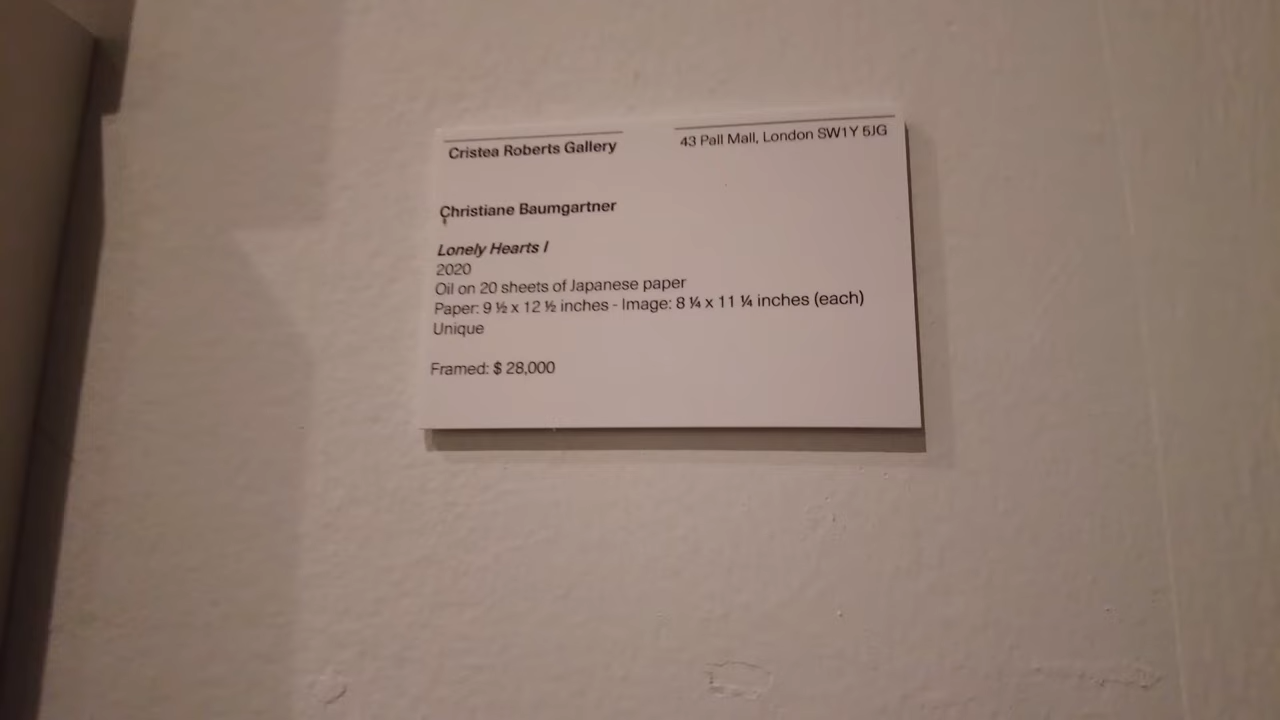 Cristea Roberts Gallery
43 Pall Mall, London SW1Y 5JG
Christiane Baumgartner
Lonely Hearts I
2020
Oil on 20 sheets of Japanese paper
Paper: 9 ½ x 12 ½ inches - Image: 8 ¼ x 11 ¼ inches (each)
Unique
Framed: $ 28,000